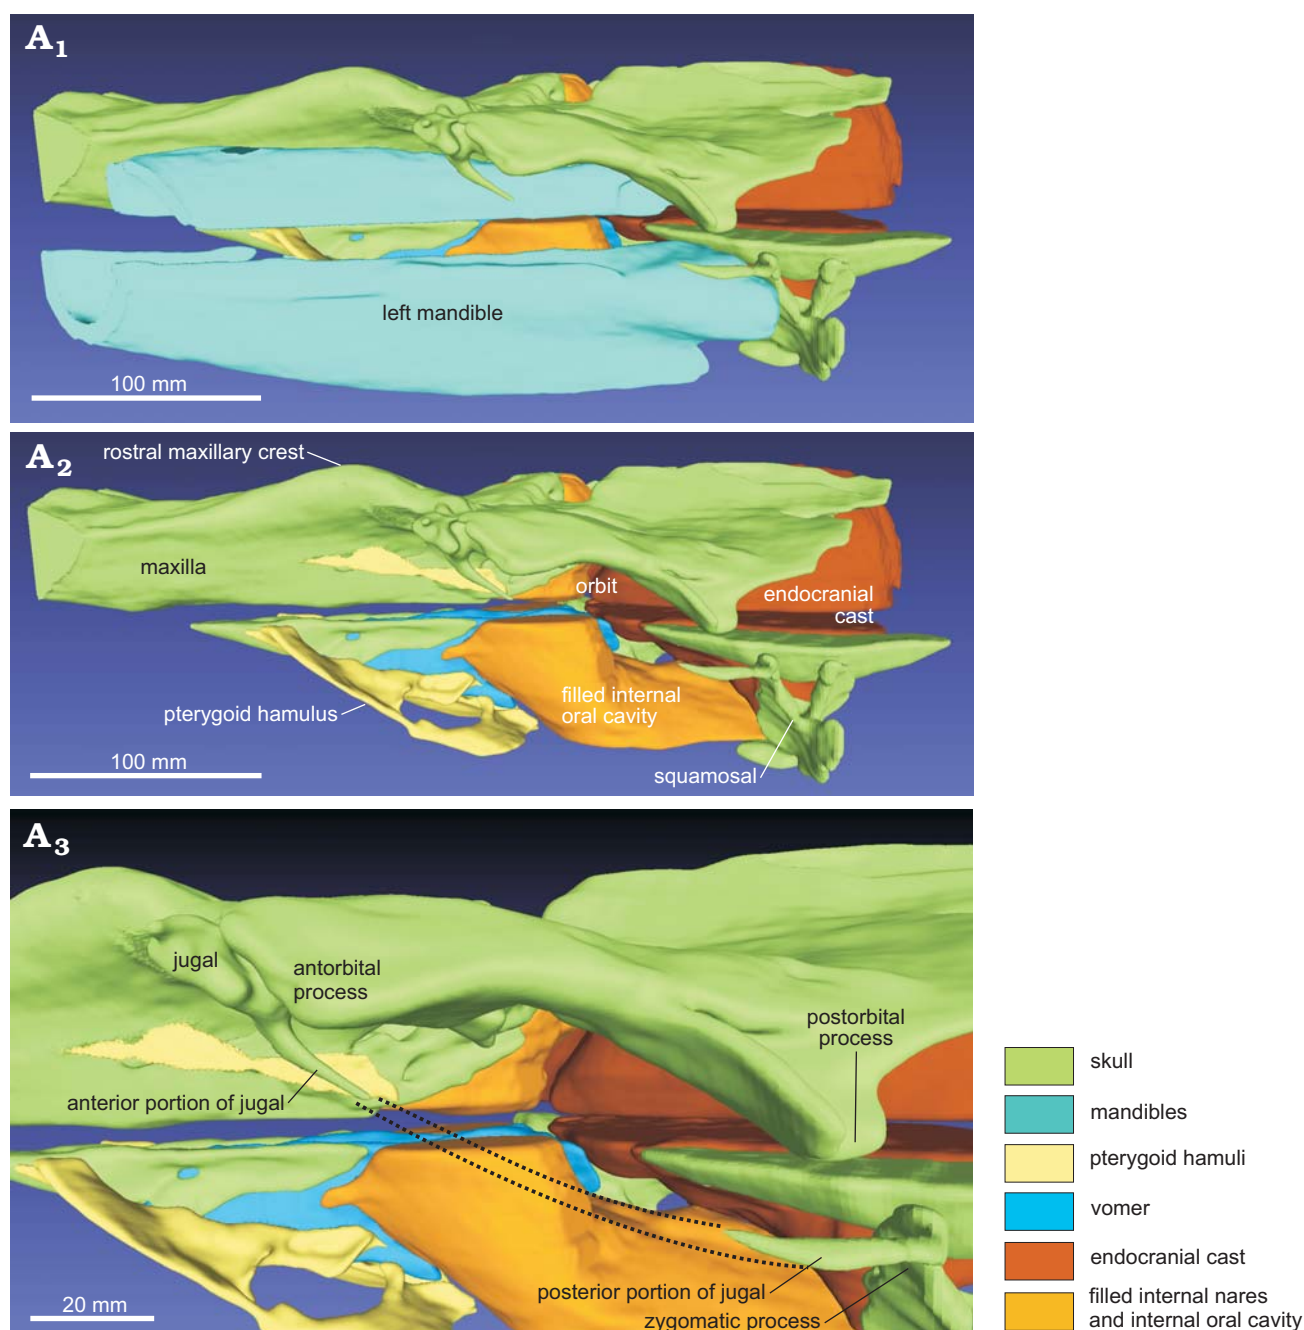 A1
left mandible
100 mm
A2
rostral maxillary crest
maxilla
orbit
endocranial
cast
filled internal
oral cavity
pterygoid hamulus
squamosal
100 mm
A3
jugal
antorbital
process
postorbital
process
anterior portion of jugal
posterior portion of jugal
zygomatic process
20 mm
skull
mandibles
pterygoid hamuli
vomer
endocranial cast
filled internal nares
and internal oral cavity